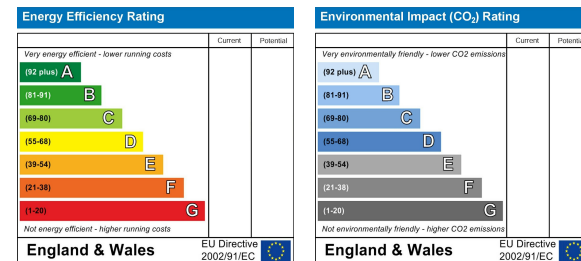 Energy Efficiency Rating
Current Potential
Very energy efficient - lower running costs
(92 plus) A
(81-91) B
(69-80) C
(55-68) D
(39-54) E
(21-38) F
(1-20) G
Not energy efficient - higher running costs
England & Wales
EU Directive
2002/91/EC
Environmental Impact (CO₂) Rating
Current Potentia
Very environmentally friendly - lower CO2 emissions
(92 plus) A
(81-91) B
(69-80) C
(55-68) D
(39-54) E
(21-38) F
(1-20) G
Not environmentally friendly - higher CO2 emissions
England & Wales
EU Directive
2002/91/EC